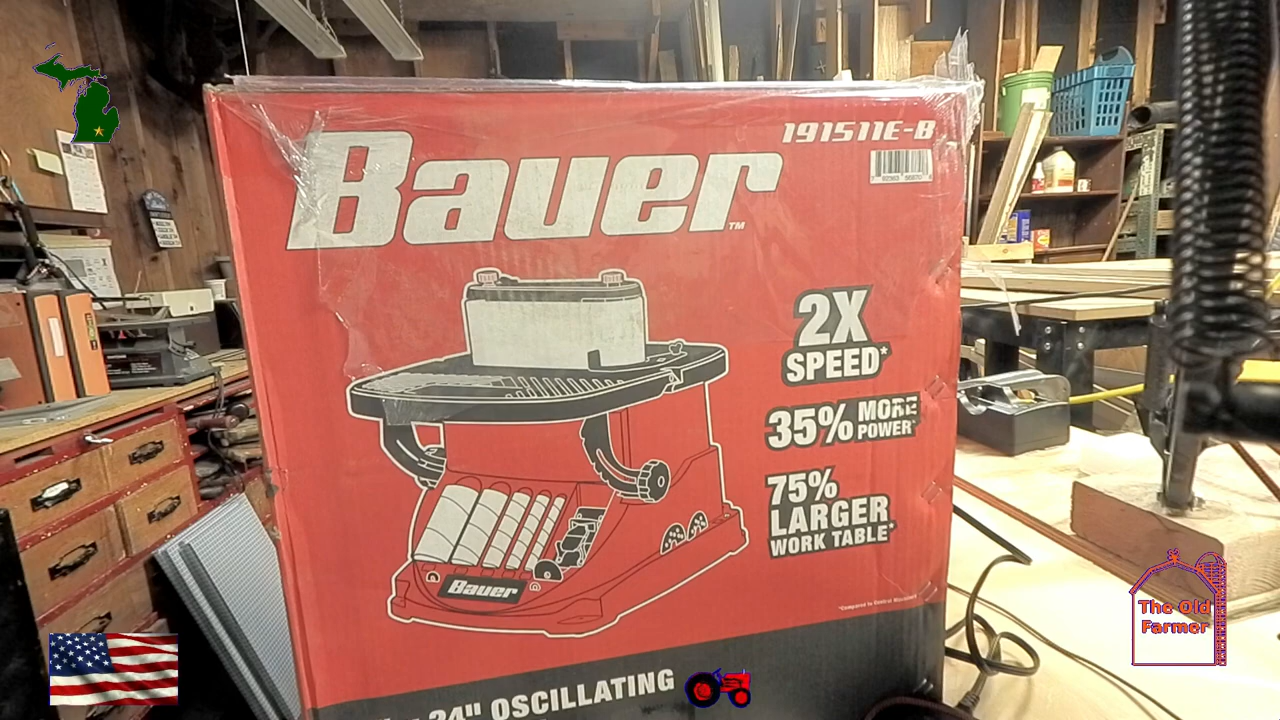 191511E-B
Bauer™
2X
SPEED*
35% MORE
POWER*
75%
LARGER
WORK TABLE*
Bauer
*Compared to Central Machinery
24" OSCILLATING
The Old
Farmer